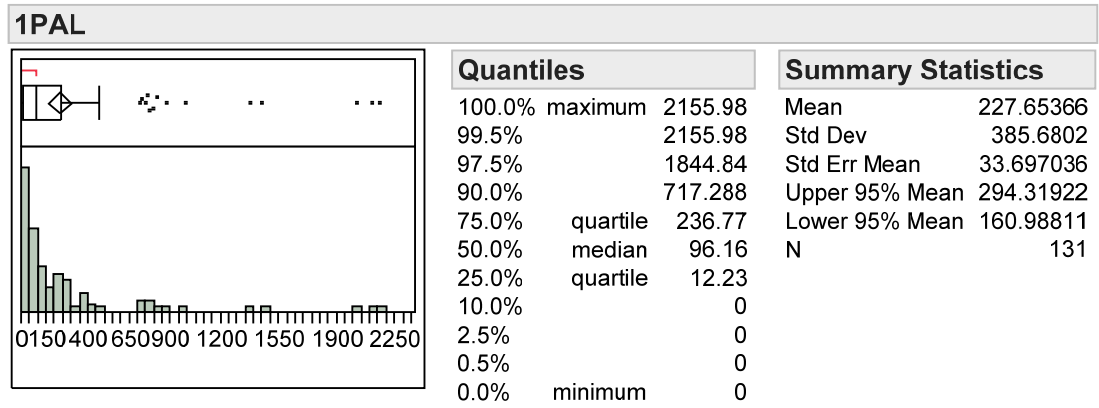 1PAL
0150400 650900 1200 1550 1900 2250
Quantiles
100.0% maximum 2155.98
99.5% 2155.98
97.5% 1844.84
90.0% 717.288
75.0% quartile 236.77
50.0% median 96.16
25.0% quartile 12.23
10.0% 0
2.5% 0
0.5% 0
0.0% minimum 0
Summary Statistics
Mean 227.65366
Std Dev 385.6802
Std Err Mean 33.697036
Upper 95% Mean 294.31922
Lower 95% Mean 160.98811
N 131